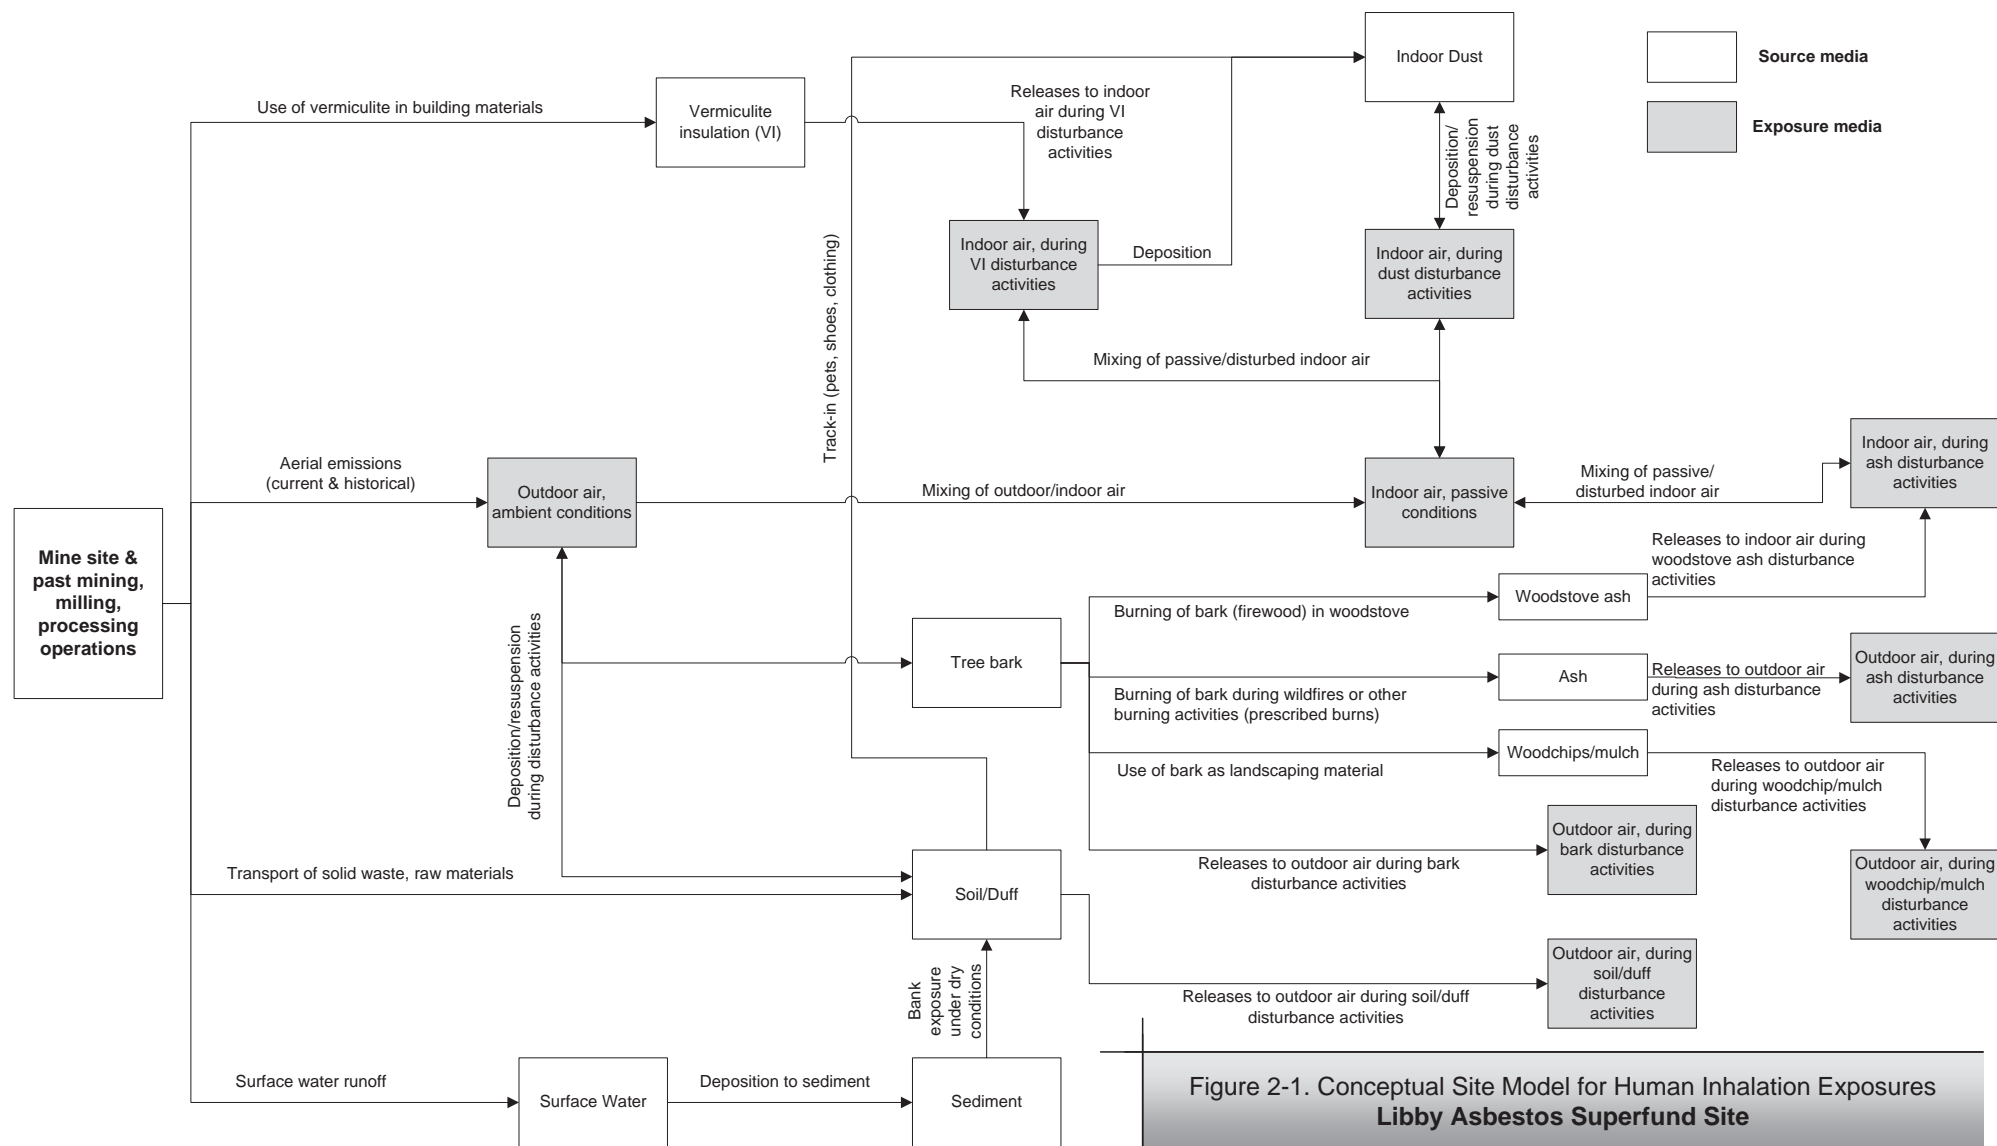 Indoor Dust
Source media
Exposure media
Use of vermiculite in building materials
Vermiculite
insulation (VI)
Releases to indoor
air during VI
disturbance
activities
Deposition/
resuspension
during dust
disturbance
activities
Track-in (pets, shoes, clothing)
Indoor air, during
VI disturbance
activities
Deposition
Indoor air, during
dust disturbance
activities
Mixing of passive/disturbed indoor air
Aerial emissions
(current & historical)
Outdoor air,
ambient conditions
Mixing of outdoor/indoor air
Indoor air, passive
conditions
Mixing of passive/
disturbed indoor air
Indoor air, during
ash disturbance
activities
Mine site &
past mining,
milling,
processing
operations
Releases to indoor air during
woodstove ash disturbance
activities
Burning of bark (firewood) in woodstove
Woodstove ash
Deposition/resuspension
during disturbance activities
Tree bark
Burning of bark during wildfires or other
burning activities (prescribed burns)
Ash
Releases to outdoor air
during ash disturbance
activities
Outdoor air, during
ash disturbance
activities
Use of bark as landscaping material
Woodchips/mulch
Releases to outdoor air
during woodchip/mulch
disturbance activities
Releases to outdoor air during bark
disturbance activities
Outdoor air, during
bark disturbance
activities
Outdoor air, during
woodchip/mulch
disturbance
activities
Transport of solid waste, raw materials
Soil/Duff
Bank
exposure
under dry
conditions
Releases to outdoor air during soil/duff
disturbance activities
Outdoor air, during
soil/duff
disturbance
activities
Surface water runoff
Surface Water
Deposition to sediment
Sediment
Figure 2-1. Conceptual Site Model for Human Inhalation Exposures
Libby Asbestos Superfund Site